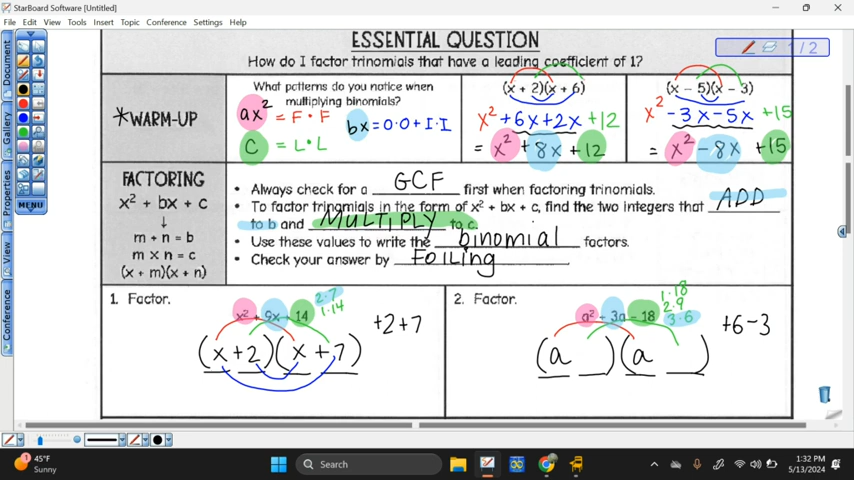 StarBoard Software [Untitled]
File Edit View Tools Insert Topic Conference Settings Help
Document
Gallery
Properties
View
Conference
MENU
1/2
ESSENTIAL QUESTION
How do I factor trinomials that have a leading coefficient of 1?
*WARM-UP
What patterns do you notice when
multiplying binomials?
ax² = F·F
bx = O·O + I·I
C = L·L
(x + 2)(x + 6)
x² +6x+2x +12
= x² + 8x + 12
(x - 5)(x - 3)
x² -3x-5x +15
= x² - 8x + 15
FACTORING
x² + bx + c
↓
m + n = b
m x n = c
(x + m)(x + n)
• Always check for a GCF first when factoring trinomials.
• To factor trinomials in the form of x² + bx + c, find the two integers that ADD
to b and MULTIPLY to c.
• Use these values to write the binomial factors.
• Check your answer by FOILing
1. Factor.
x² + 9x + 14
2·7
1·14
+2+7
(x+2)(x+7)
2. Factor.
a² - 3a - 18
1·18
2·9
3·6
+6-3
(a )(a )
45°F
Sunny
Search
1:32 PM
5/13/2024